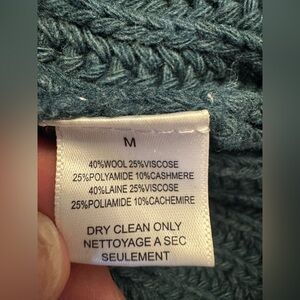 M
40%WOOL 25%VISCOSE
25%POLYAMIDE 10%CASHMERE
40%LAINE 25%VISCOSE
25%POLIAMIDE 10%CACHEMIRE
DRY CLEAN ONLY
NETTOYAGE A SEC
SEULEMENT